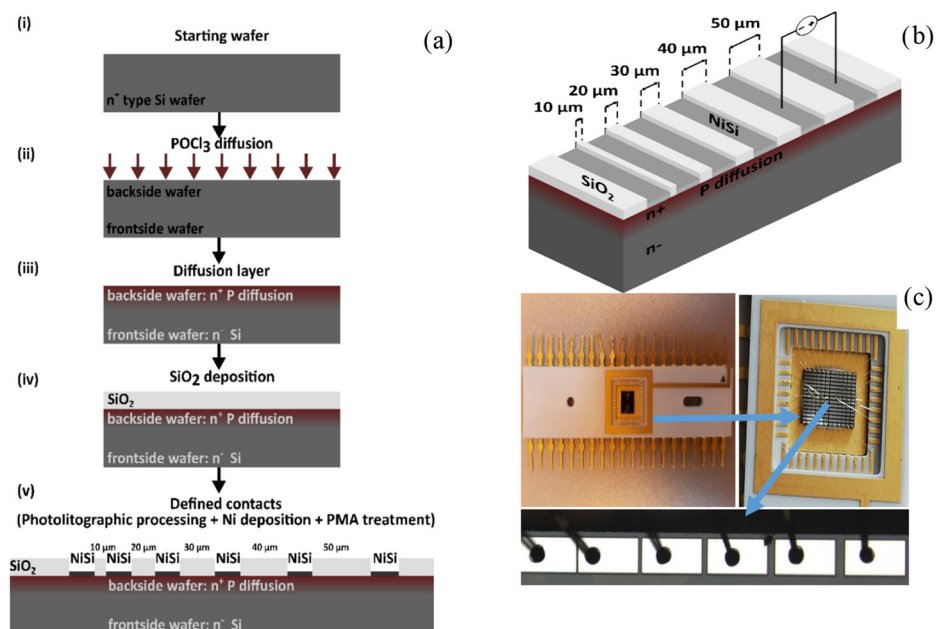 (a)
(i)
Starting wafer
n⁻ type Si wafer
POCl₃ diffusion
(ii)
backside wafer
frontside wafer
(iii)
Diffusion layer
backside wafer: n⁺ P diffusion
frontside wafer: n⁻ Si
SiO₂ deposition
(iv)
SiO₂
backside wafer: n⁺ P diffusion
frontside wafer: n⁻ Si
(v)
Defined contacts
(Photolitographic processing + Ni deposition + PMA treatment)
10 μm 20 μm 30 μm 40 μm 50 μm
SiO₂ NiSi NiSi NiSi NiSi NiSi NiSi
backside wafer: n⁺ P diffusion
frontside wafer: n⁻ Si
(b)
50 μm
40 μm
30 μm
20 μm
10 μm
NiSi
SiO₂
P diffusion
n+
n-
(c)